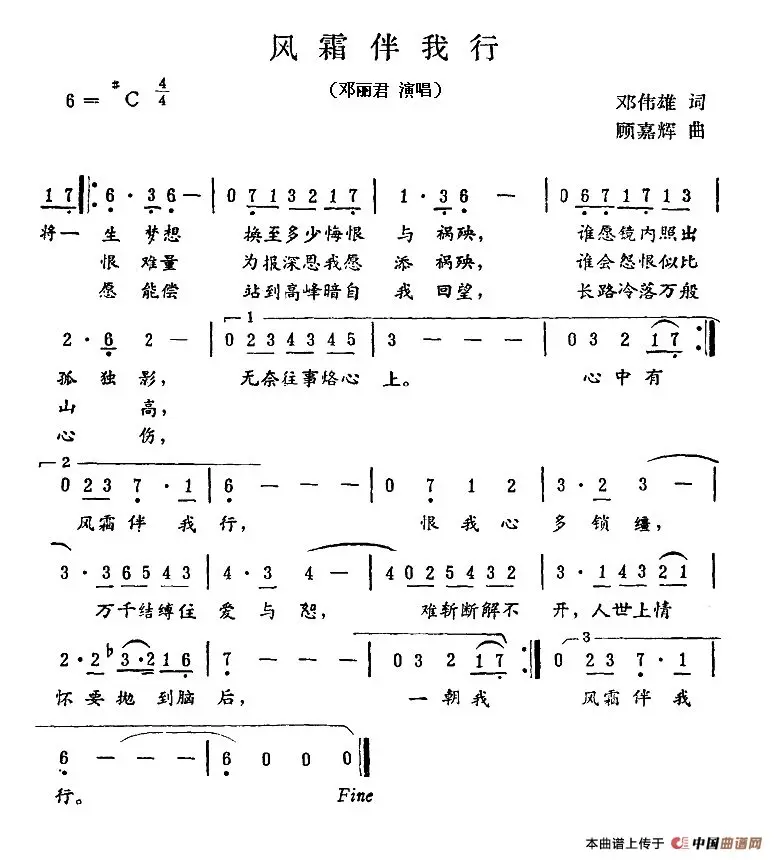 风霜伴我行
6 = #C 4/4
(邓丽君 演唱)
邓伟雄 词
顾嘉辉 曲
1 7 ‖: 6 · 3 6 — | 0 7 1 3 2 1 7 | 1 · 3 6 — | 0 6 7 1 7 1 3 |
将一 生 梦想 换至多少悔恨 与 祸殃, 谁愿镜内照出
恨 难量 为报深恩我愿 添 祸殃, 谁会怨恨似比
愿 能偿 站到高峰暗自 我 回望, 长路冷落万般
2 · 6 2 — | 1 0 2 3 4 3 4 5 | 3 — — — | 0 3 2 1 7 :‖
孤 独 影, 无奈往事烙心 上。 心中有
山 高,
心 伤,
2 0 2 3 7 · 1 | 6 — — — | 0 7 1 2 | 3 · 2 3 — |
风霜伴 我 行, 恨我心 多锁缰,
3 · 3 6 5 4 3 | 4 · 3 4 — | 4 0 2 5 4 3 2 | 3 · 1 4 3 2 1 |
万千结缚住 爱与恕, 难斩断解不 开,人世上情
2 · 2 ♭3 · 2 1 6 | 7 — — — | 0 3 2 1 7 :‖ 3 0 2 3 7 · 1 |
怀要抛到脑 后, 一朝我 风霜伴 我
6 — — — | 6 0 0 0 ‖
行。 Fine
本曲谱上传于 中国曲谱网